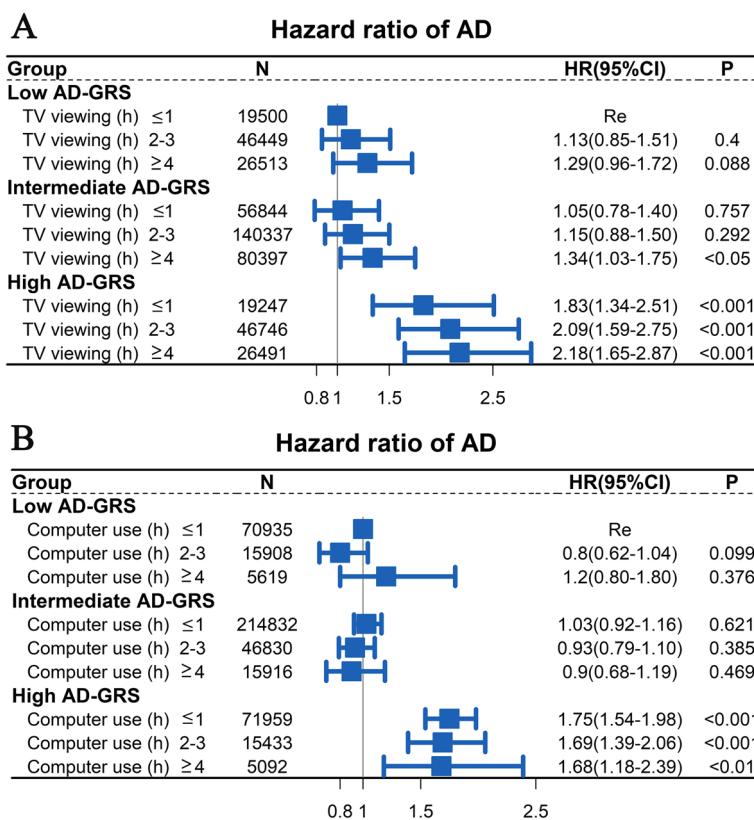 A
Hazard ratio of AD
Group N HR(95%CI) P
Low AD-GRS
TV viewing (h) ≤1 19500 Re
TV viewing (h) 2-3 46449 1.13(0.85-1.51) 0.4
TV viewing (h) ≥4 26513 1.29(0.96-1.72) 0.088
Intermediate AD-GRS
TV viewing (h) ≤1 56844 1.05(0.78-1.40) 0.757
TV viewing (h) 2-3 140337 1.15(0.88-1.50) 0.292
TV viewing (h) ≥4 80397 1.34(1.03-1.75) <0.05
High AD-GRS
TV viewing (h) ≤1 19247 1.83(1.34-2.51) <0.001
TV viewing (h) 2-3 46746 2.09(1.59-2.75) <0.001
TV viewing (h) ≥4 26491 2.18(1.65-2.87) <0.001
0.8 1 1.5 2.5
B
Hazard ratio of AD
Group N HR(95%CI) P
Low AD-GRS
Computer use (h) ≤1 70935 Re
Computer use (h) 2-3 15908 0.8(0.62-1.04) 0.099
Computer use (h) ≥4 5619 1.2(0.80-1.80) 0.376
Intermediate AD-GRS
Computer use (h) ≤1 214832 1.03(0.92-1.16) 0.621
Computer use (h) 2-3 46830 0.93(0.79-1.10) 0.385
Computer use (h) ≥4 15916 0.9(0.68-1.19) 0.469
High AD-GRS
Computer use (h) ≤1 71959 1.75(1.54-1.98) <0.001
Computer use (h) 2-3 15433 1.69(1.39-2.06) <0.001
Computer use (h) ≥4 5092 1.68(1.18-2.39) <0.01
0.8 1 1.5 2.5